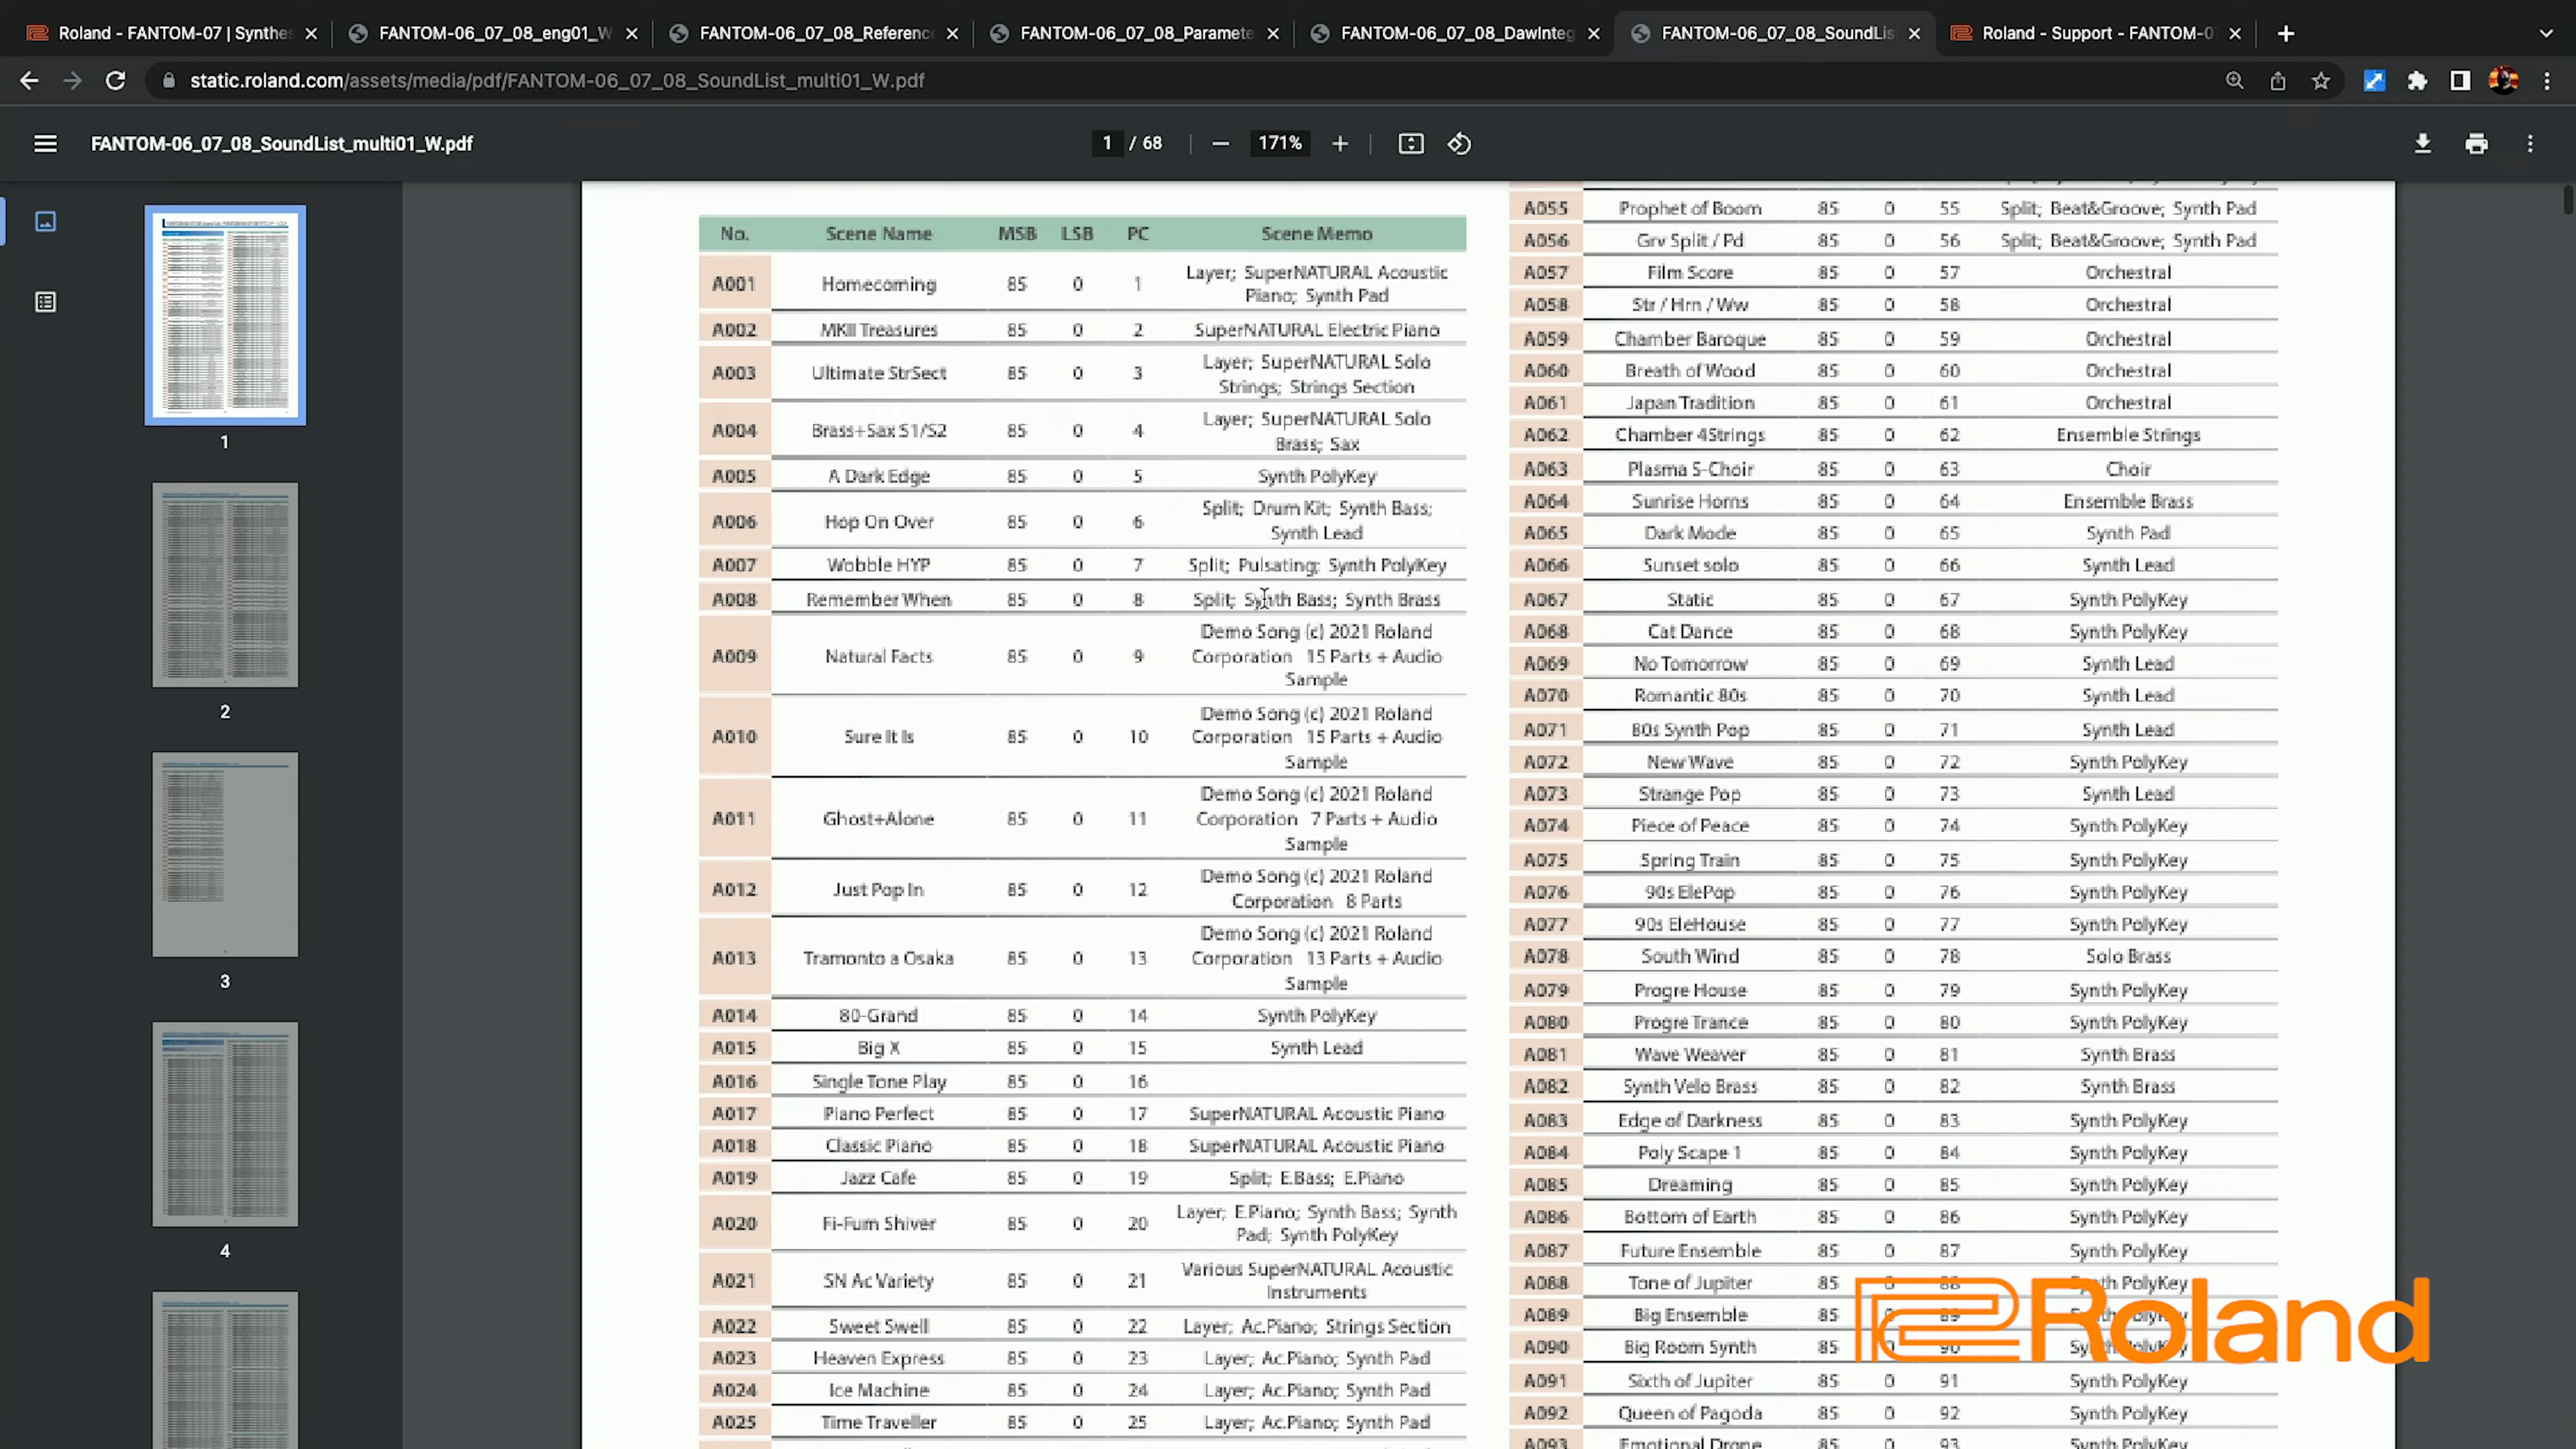 Roland - FANTOM-07 | Synthes
FANTOM-06_07_08_eng01_W
FANTOM-06_07_08_Reference
FANTOM-06_07_08_Paramete
FANTOM-06_07_08_DawInteg
FANTOM-06_07_08_SoundLis
Roland - Support - FANTOM-0
static.roland.com/assets/media/pdf/FANTOM-06_07_08_SoundList_multi01_W.pdf
FANTOM-06_07_08_SoundList_multi01_W.pdf
1 / 68
171%
1
2
3
4
No. Scene Name MSB LSB PC Scene Memo
A001 Homecoming 85 0 1 Layer; SuperNATURAL Acoustic
Piano; Synth Pad
A002 MKII Treasures 85 0 2 SuperNATURAL Electric Piano
A003 Ultimate StrSect 85 0 3 Layer; SuperNATURAL Solo
Strings; Strings Section
A004 Brass+Sax S1/S2 85 0 4 Layer; SuperNATURAL Solo
Brass; Sax
A005 A Dark Edge 85 0 5 Synth PolyKey
A006 Hop On Over 85 0 6 Split; Drum Kit; Synth Bass;
Synth Lead
A007 Wobble HYP 85 0 7 Split; Pulsating; Synth PolyKey
A008 Remember When 85 0 8 Split; Synth Bass; Synth Brass
A009 Natural Facts 85 0 9 Demo Song (c) 2021 Roland
Corporation 15 Parts + Audio
Sample
A010 Sure It Is 85 0 10 Demo Song (c) 2021 Roland
Corporation 15 Parts + Audio
Sample
A011 Ghost+Alone 85 0 11 Demo Song (c) 2021 Roland
Corporation 7 Parts + Audio
Sample
A012 Just Pop In 85 0 12 Demo Song (c) 2021 Roland
Corporation 8 Parts
A013 Tramonto a Osaka 85 0 13 Demo Song (c) 2021 Roland
Corporation 13 Parts + Audio
Sample
A014 80-Grand 85 0 14 Synth PolyKey
A015 Big X 85 0 15 Synth Lead
A016 Single Tone Play 85 0 16
A017 Piano Perfect 85 0 17 SuperNATURAL Acoustic Piano
A018 Classic Piano 85 0 18 SuperNATURAL Acoustic Piano
A019 Jazz Cafe 85 0 19 Split; E.Bass; E.Piano
A020 Fi-Fum Shiver 85 0 20 Layer; E.Piano; Synth Bass; Synth
Pad; Synth PolyKey
A021 SN Ac Variety 85 0 21 Various SuperNATURAL Acoustic
Instruments
A022 Sweet Swell 85 0 22 Layer; Ac.Piano; Strings Section
A023 Heaven Express 85 0 23 Layer; Ac.Piano; Synth Pad
A024 Ice Machine 85 0 24 Layer; Ac.Piano; Synth Pad
A025 Time Traveller 85 0 25 Layer; Ac.Piano; Synth Pad
A055 Prophet of Boom 85 0 55 Split; Beat&Groove; Synth Pad
A056 Grv Split / Pd 85 0 56 Split; Beat&Groove; Synth Pad
A057 Film Score 85 0 57 Orchestral
A058 Str / Hrn / Ww 85 0 58 Orchestral
A059 Chamber Baroque 85 0 59 Orchestral
A060 Breath of Wood 85 0 60 Orchestral
A061 Japan Tradition 85 0 61 Orchestral
A062 Chamber 4Strings 85 0 62 Ensemble Strings
A063 Plasma S-Choir 85 0 63 Choir
A064 Sunrise Horns 85 0 64 Ensemble Brass
A065 Dark Mode 85 0 65 Synth Pad
A066 Sunset solo 85 0 66 Synth Lead
A067 Static 85 0 67 Synth PolyKey
A068 Cat Dance 85 0 68 Synth PolyKey
A069 No Tomorrow 85 0 69 Synth Lead
A070 Romantic 80s 85 0 70 Synth Lead
A071 80s Synth Pop 85 0 71 Synth Lead
A072 New Wave 85 0 72 Synth PolyKey
A073 Strange Pop 85 0 73 Synth Lead
A074 Piece of Peace 85 0 74 Synth PolyKey
A075 Spring Train 85 0 75 Synth PolyKey
A076 90s ElePop 85 0 76 Synth PolyKey
A077 90s EleHouse 85 0 77 Synth PolyKey
A078 South Wind 85 0 78 Solo Brass
A079 Progre House 85 0 79 Synth PolyKey
A080 Progre Trance 85 0 80 Synth PolyKey
A081 Wave Weaver 85 0 81 Synth Brass
A082 Synth Velo Brass 85 0 82 Synth Brass
A083 Edge of Darkness 85 0 83 Synth PolyKey
A084 Poly Scape 1 85 0 84 Synth PolyKey
A085 Dreaming 85 0 85 Synth PolyKey
A086 Bottom of Earth 85 0 86 Synth PolyKey
A087 Future Ensemble 85 0 87 Synth PolyKey
A088 Tone of Jupiter 85 0 88 Synth PolyKey
A089 Big Ensemble 85 0 89 Synth PolyKey
A090 Big Room Synth 85 0 90 Synth PolyKey
A091 Sixth of Jupiter 85 0 91 Synth PolyKey
A092 Queen of Pagoda 85 0 92 Synth PolyKey
A093 Emotional Drone 85 0 93 Synth PolyKey
Roland